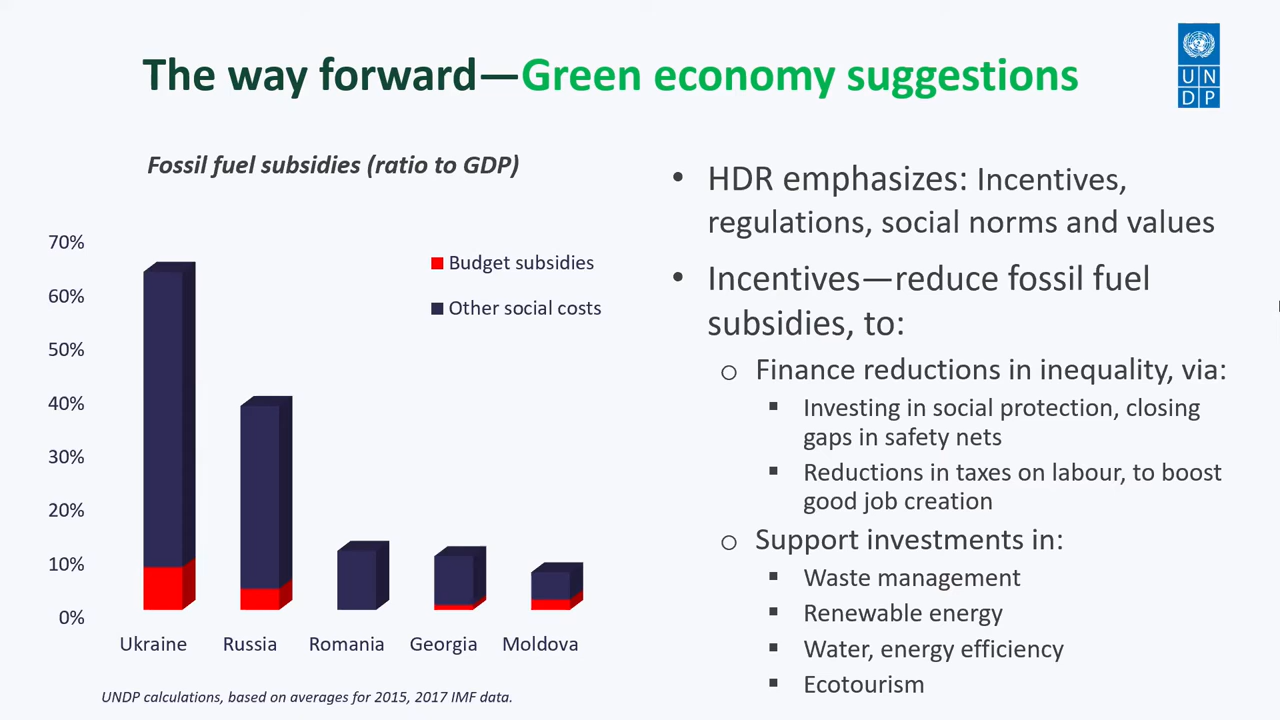 The way forward—Green economy suggestions
UN
DP
Fossil fuel subsidies (ratio to GDP)
70%
60%
50%
40%
30%
20%
10%
0%
Budget subsidies
Other social costs
Ukraine
Russia
Romania
Georgia
Moldova
UNDP calculations, based on averages for 2015, 2017 IMF data.
• HDR emphasizes: Incentives,
regulations, social norms and values
• Incentives—reduce fossil fuel
subsidies, to:
o Finance reductions in inequality, via:
▪ Investing in social protection, closing
gaps in safety nets
▪ Reductions in taxes on labour, to boost
good job creation
o Support investments in:
▪ Waste management
▪ Renewable energy
▪ Water, energy efficiency
▪ Ecotourism